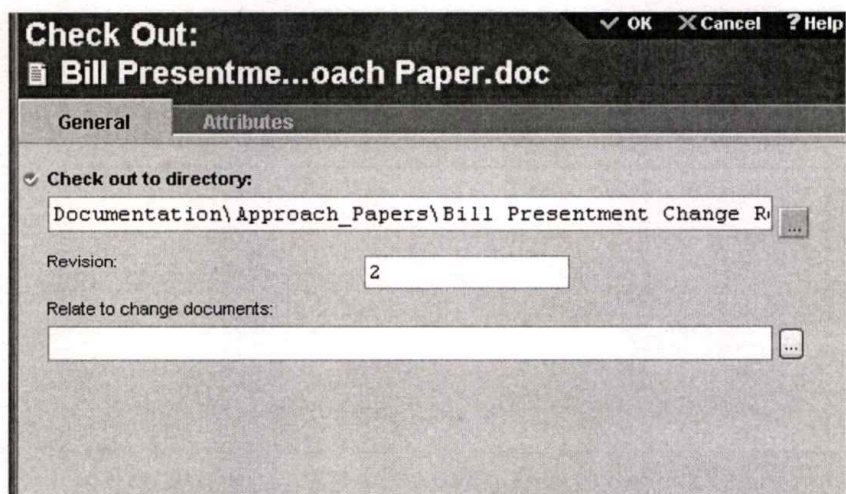 Check Out:
OK Cancel ? Help
Bill Presentme...oach Paper.doc
General Attributes
Check out to directory:
Documentation\Approach_Papers\Bill Presentment Change
...
Revision:
2
Relate to change documents:
...